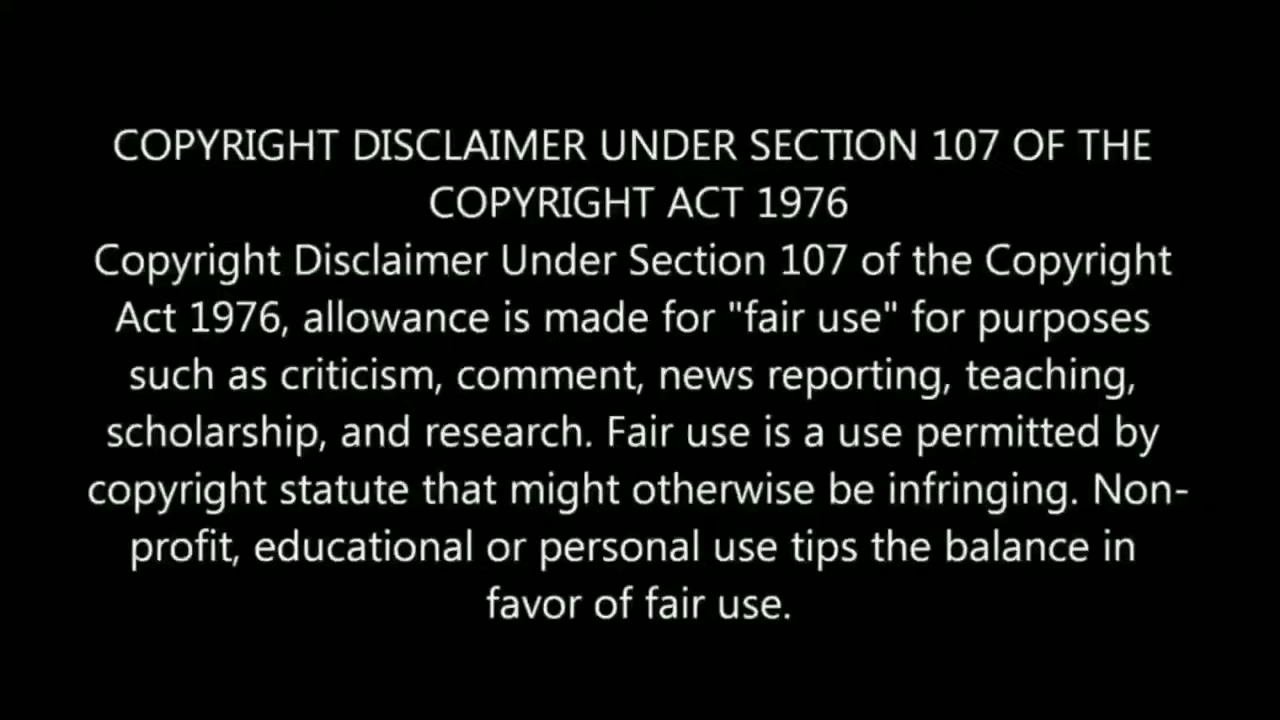 COPYRIGHT DISCLAIMER UNDER SECTION 107 OF THE
COPYRIGHT ACT 1976
Copyright Disclaimer Under Section 107 of the Copyright
Act 1976, allowance is made for "fair use" for purposes
such as criticism, comment, news reporting, teaching,
scholarship, and research. Fair use is a use permitted by
copyright statute that might otherwise be infringing. Non-
profit, educational or personal use tips the balance in
favor of fair use.